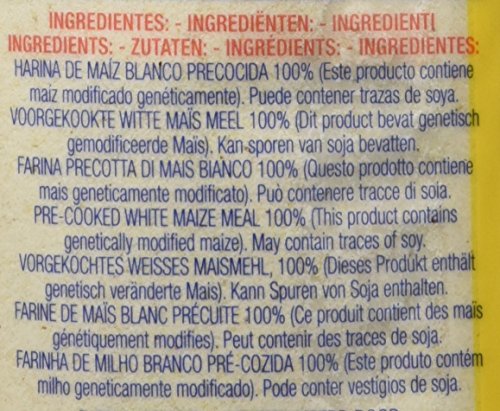 INGREDIENTES: - INGREDIËNTEN: - INGREDIENTI
INGREDIENTS: - ZUTATEN: - INGRÉDIENTS: - INGREDIENTES:
HARINA DE MAÍZ BLANCO PRECOCIDA 100% (Este producto contiene
maíz modificado genéticamente). Puede contener trazas de soya.
VOORGEKOOKTE WITTE MAÏS MEEL 100% (Dit product bevat genetisch
gemodificeerde Mais). Kan sporen van soja bevatten.
FARINA PRECOTTA DI MAIS BIANCO 100% (Questo prodotto contiene
mais geneticamente modificato). Può contenere tracce di soia.
PRE-COOKED WHITE MAIZE MEAL 100% (This product contains
genetically modified maize). May contain traces of soy.
VORGEKOCHTES WEISSES MAISMEHL, 100% (Dieses Produkt enthält
genetisch veränderte Mais). Kann Spuren von Soja enthalten.
FARINE DE MAÏS BLANC PRÉCUITE 100% (Ce produit contient des maïs
génétiquement modifies). Peut contenir des traces de soja.
FARINHA DE MILHO BRANCO PRÉ-COZIDA 100% (Este produto contém
milho geneticamente modificado). Pode conter vestígios de soja.